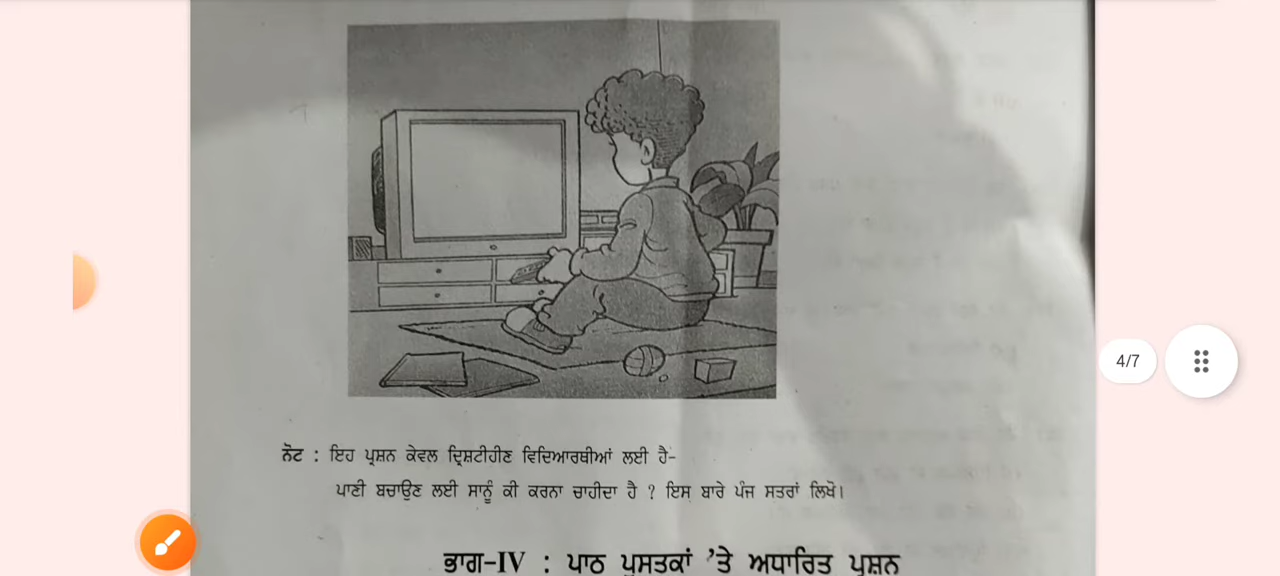 ਨੋਟ : ਇਹ ਪ੍ਰਸ਼ਨ ਕੇਵਲ ਦ੍ਰਿਸ਼ਟੀਹੀਣ ਵਿਦਿਆਰਥੀਆਂ ਲਈ ਹੈ-
4/7
ਪਾਣੀ ਬਚਾਉਣ ਲਈ ਸਾਨੂੰ ਕੀ ਕਰਨਾ ਚਾਹੀਦਾ ਹੈ ? ਇਸ ਬਾਰੇ ਪੰਜ ਸਤਰਾਂ ਲਿਖੋ।
ਭਾਗ-IV : ਪਾਠ ਪੁਸਤਕਾਂ ’ਤੇ ਅਧਾਰਿਤ ਪ੍ਰਸ਼ਨ